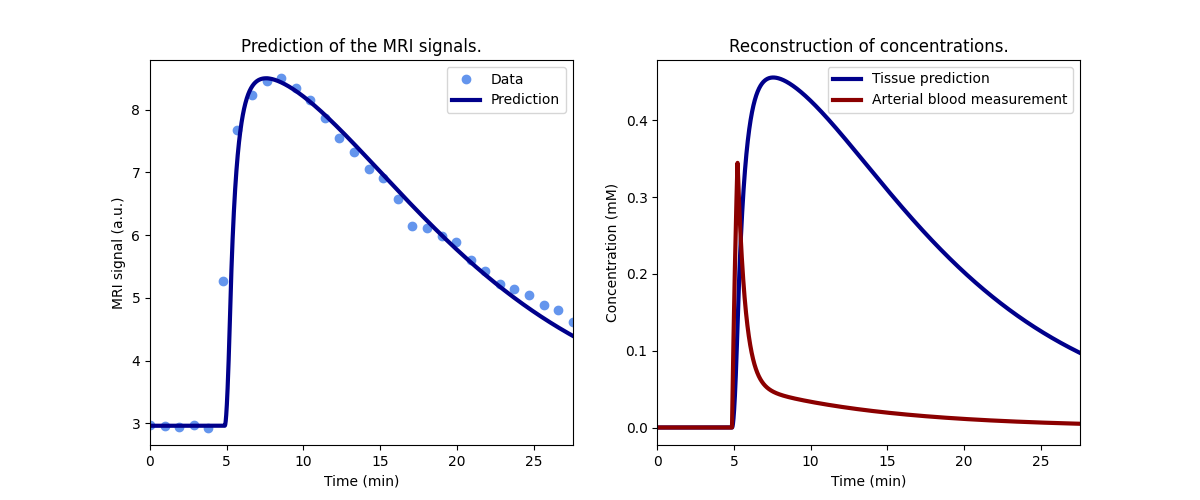 Prediction of the MRI signals.
MRI signal (a.u.)
8
7
6
5
4
3
0
5
10
15
20
25
Time (min)
Data
Prediction
Reconstruction of concentrations.
Concentration (mM)
0.4
0.3
0.2
0.1
0.0
0
5
10
15
20
25
Time (min)
Tissue prediction
Arterial blood measurement